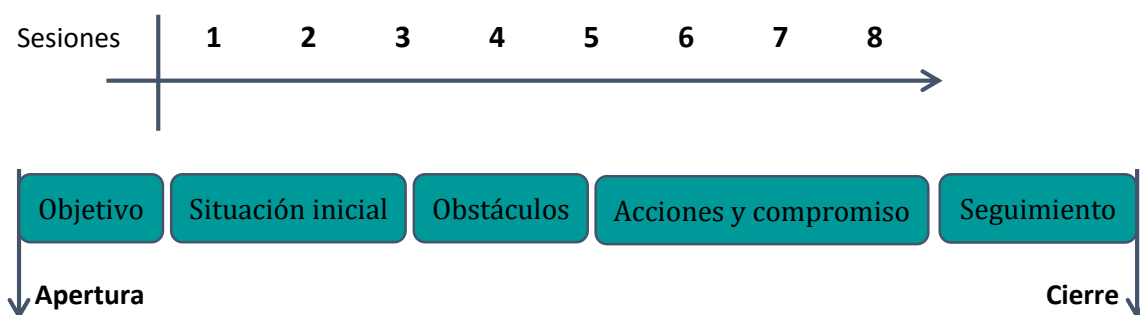 Sesiones 1 2 3 4 5 6 7 8
Objetivo Situación inicial Obstáculos Acciones y compromiso Seguimiento
Apertura Cierre